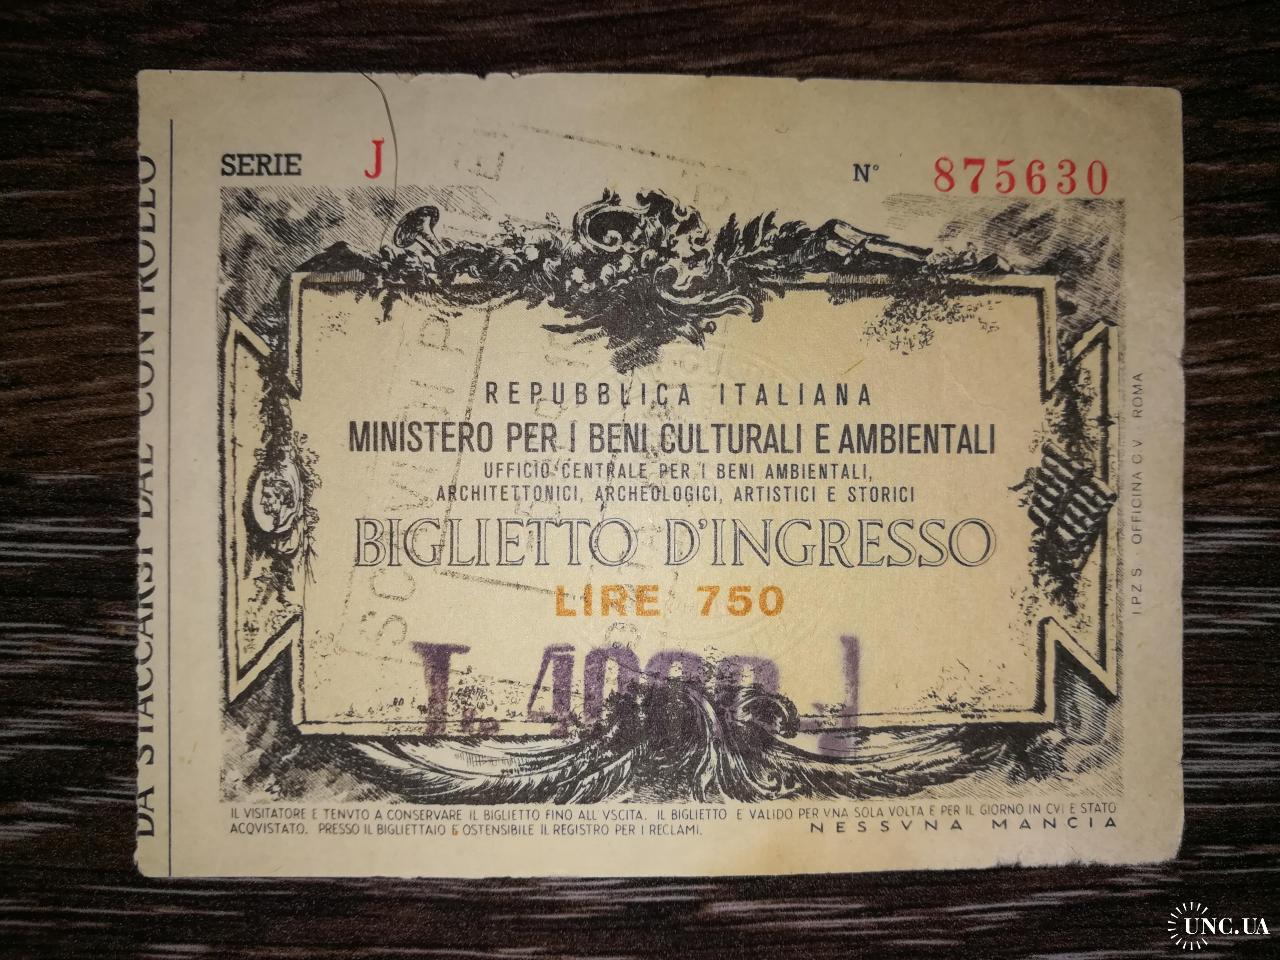 SERIE J
N° 875630
DA STACCARSI DAL CONTROLLO
REPUBBLICA ITALIANA
MINISTERO PER I BENI CULTURALI E AMBIENTALI
UFFICIO CENTRALE PER I BENI AMBIENTALI,
ARCHITETTONICI, ARCHEOLOGICI, ARTISTICI E STORICI
BIGLIETTO D'INGRESSO
LIRE 750
L. 4000
I P Z S · OFFICINA C.V. ROMA
IL VISITATORE E TENVTO A CONSERVARE IL BIGLIETTO FINO ALL VSCITA. IL BIGLIETTO E VALIDO PER VNA SOLA VOLTA E PER IL GIORNO IN CVI E STATO
ACQVISTATO. PRESSO IL BIGLIETTAIO E OSTENSIBILE IL REGISTRO PER I RECLAMI.
NESSVNA MANCIA
UNC.UA